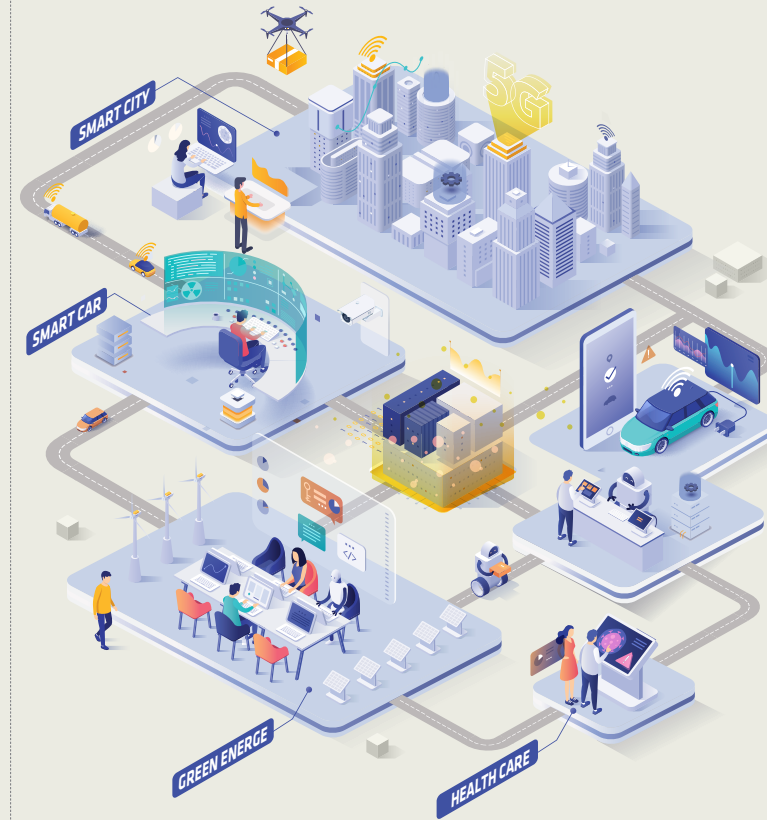 SMART CITY
5G
SMART CAR
</>
GREEN ENERGE
HEALTH CARE